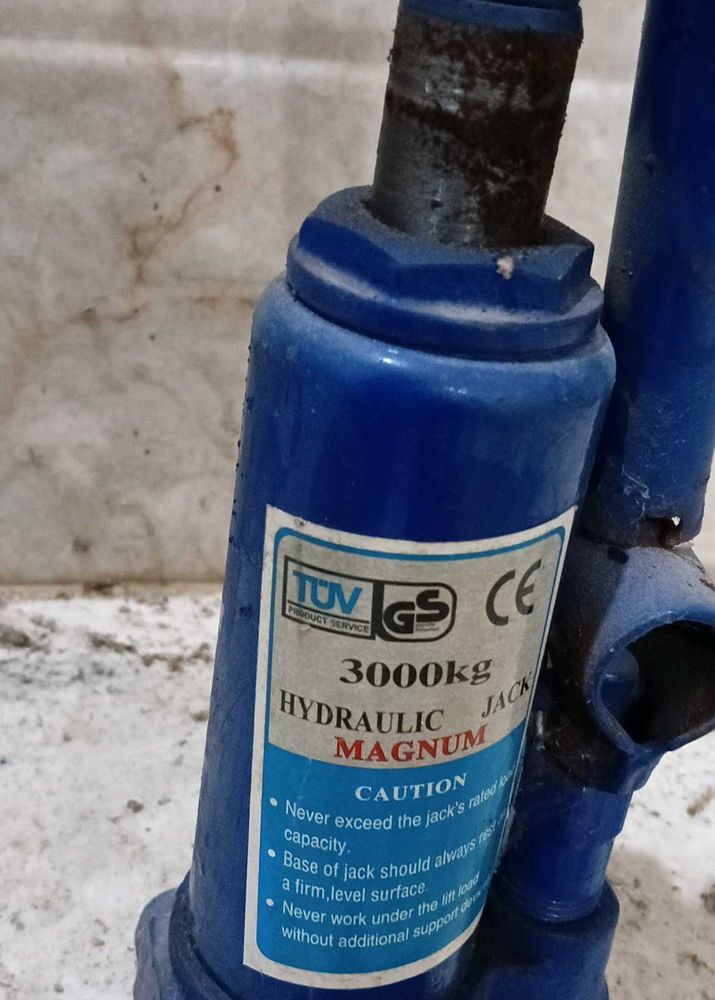 TÜV
PRODUCT SERVICE
GS
CE
3000kg
HYDRAULIC JACK
MAGNUM
CAUTION
• Never exceed the jack's rated
capacity.
• Base of jack should always rest
a firm,level surface.
• Never work under the lift load
without additional support